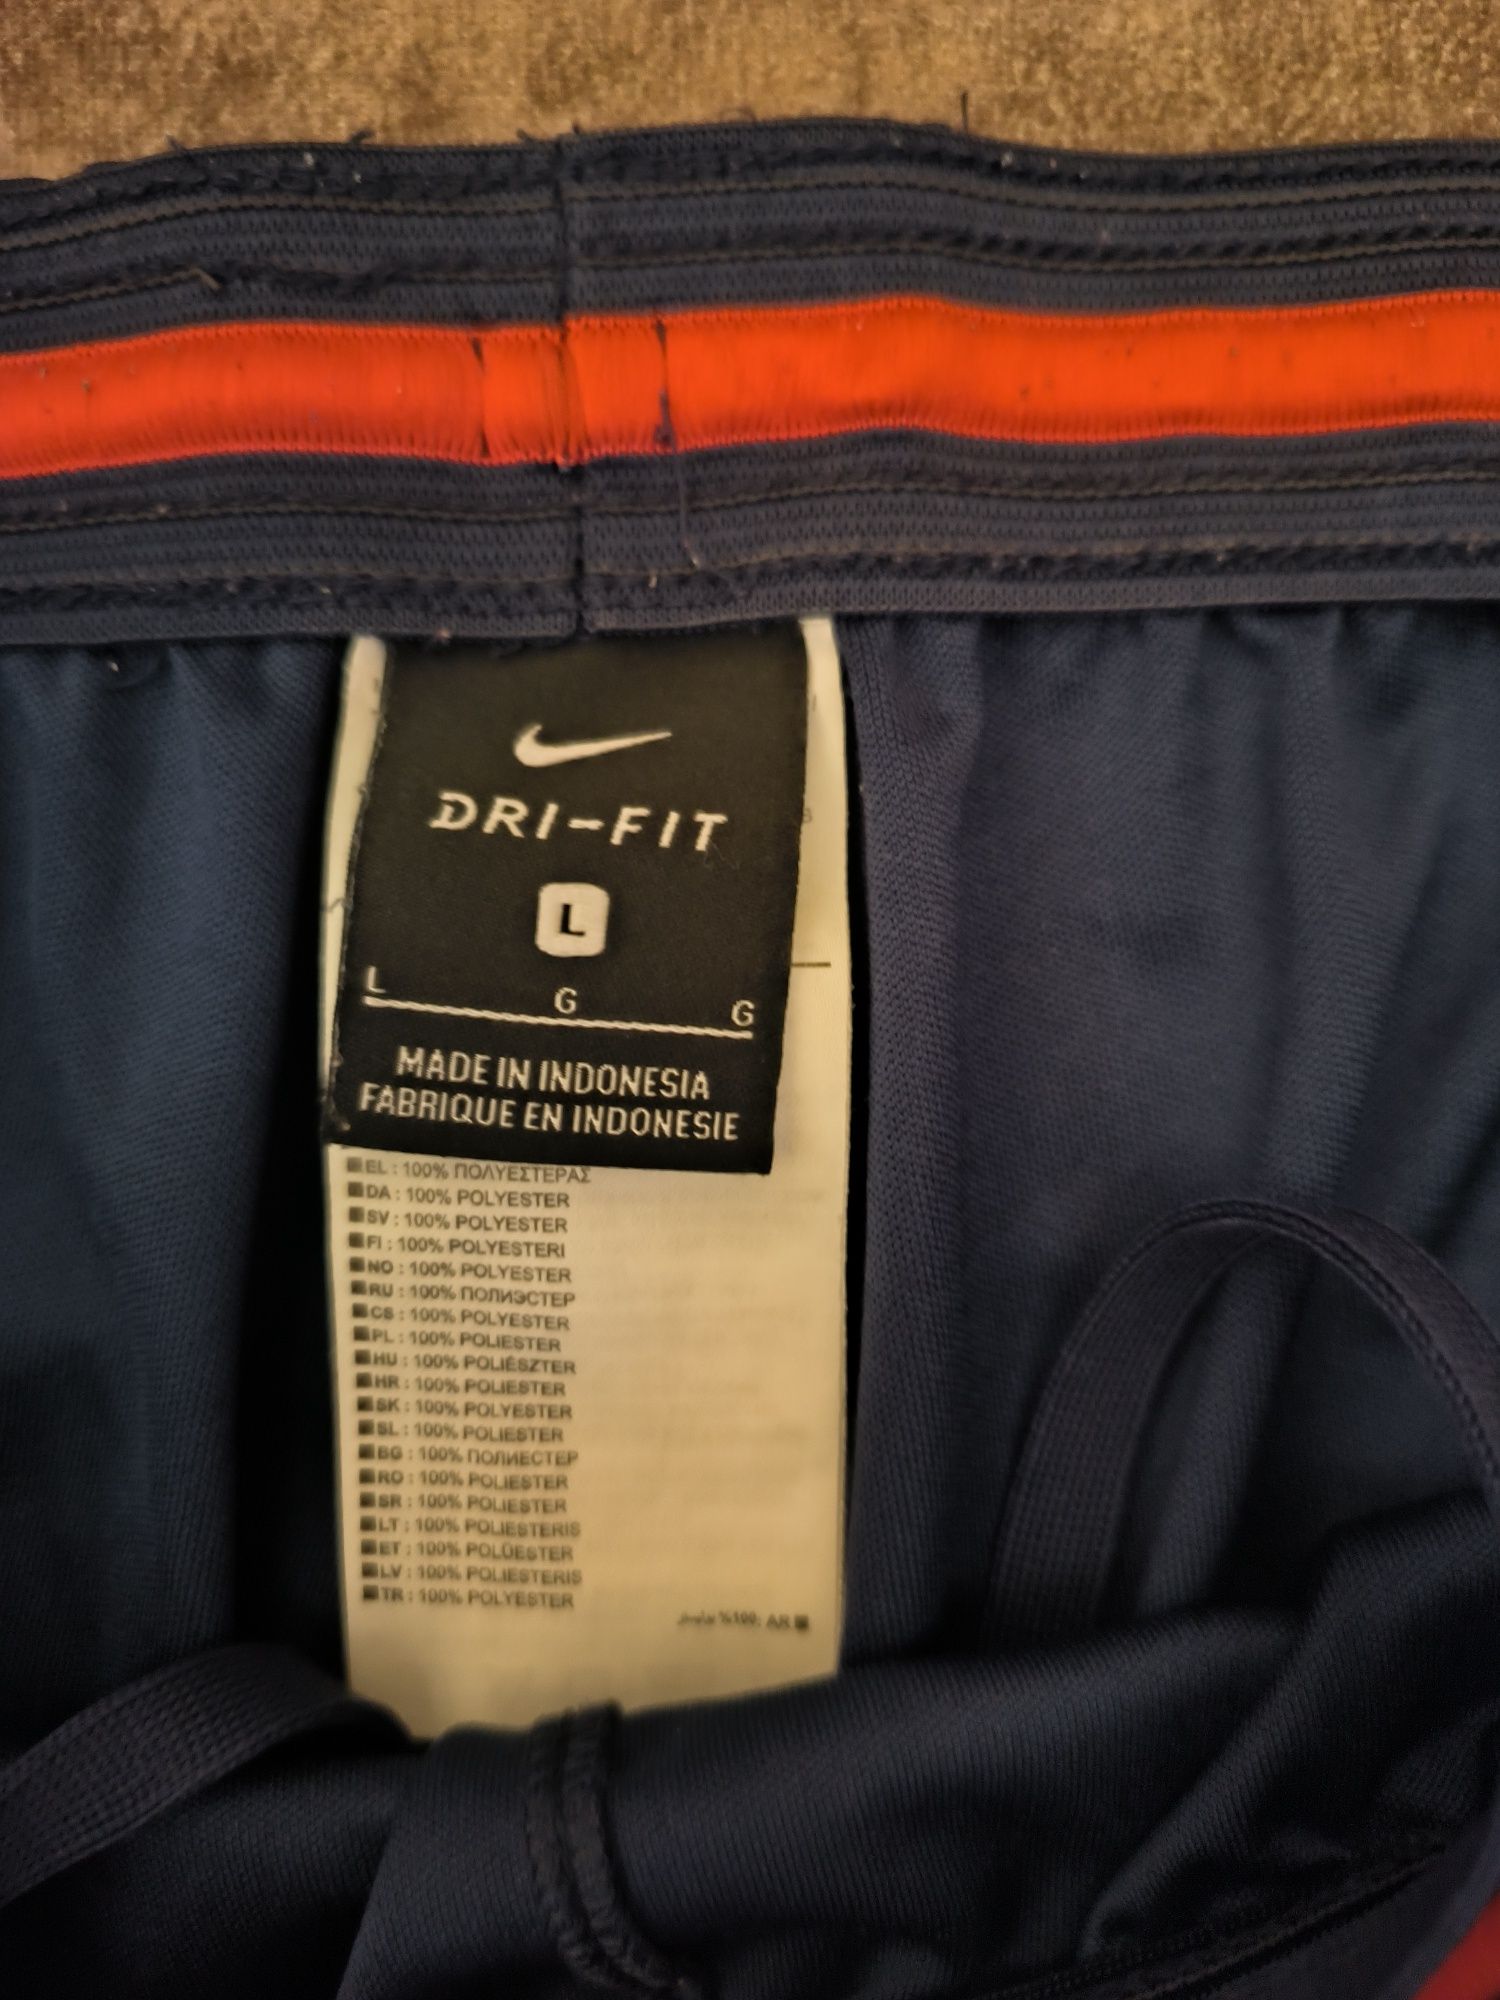 DRI-FIT
L
L G G
MADE IN INDONESIA
FABRIQUE EN INDONESIE
EL : 100% ΠΟΛΥΕΣΤΕΡΑΣ
DA : 100% POLYESTER
SV : 100% POLYESTER
FI : 100% POLYESTERI
NO : 100% POLYESTER
RU : 100% ПОЛИЭСТЕР
CS : 100% POLYESTER
PL : 100% POLIESTER
HU : 100% POLIÉSZTER
HR : 100% POLIESTER
SK : 100% POLYESTER
SL : 100% POLIESTER
BG : 100% ПОЛИЕСТЕР
RO : 100% POLIESTER
SR : 100% POLIESTER
LT : 100% POLIESTERIS
ET : 100% POLÜESTER
LV : 100% POLIESTERIS
TR : 100% POLYESTER
%100: AR